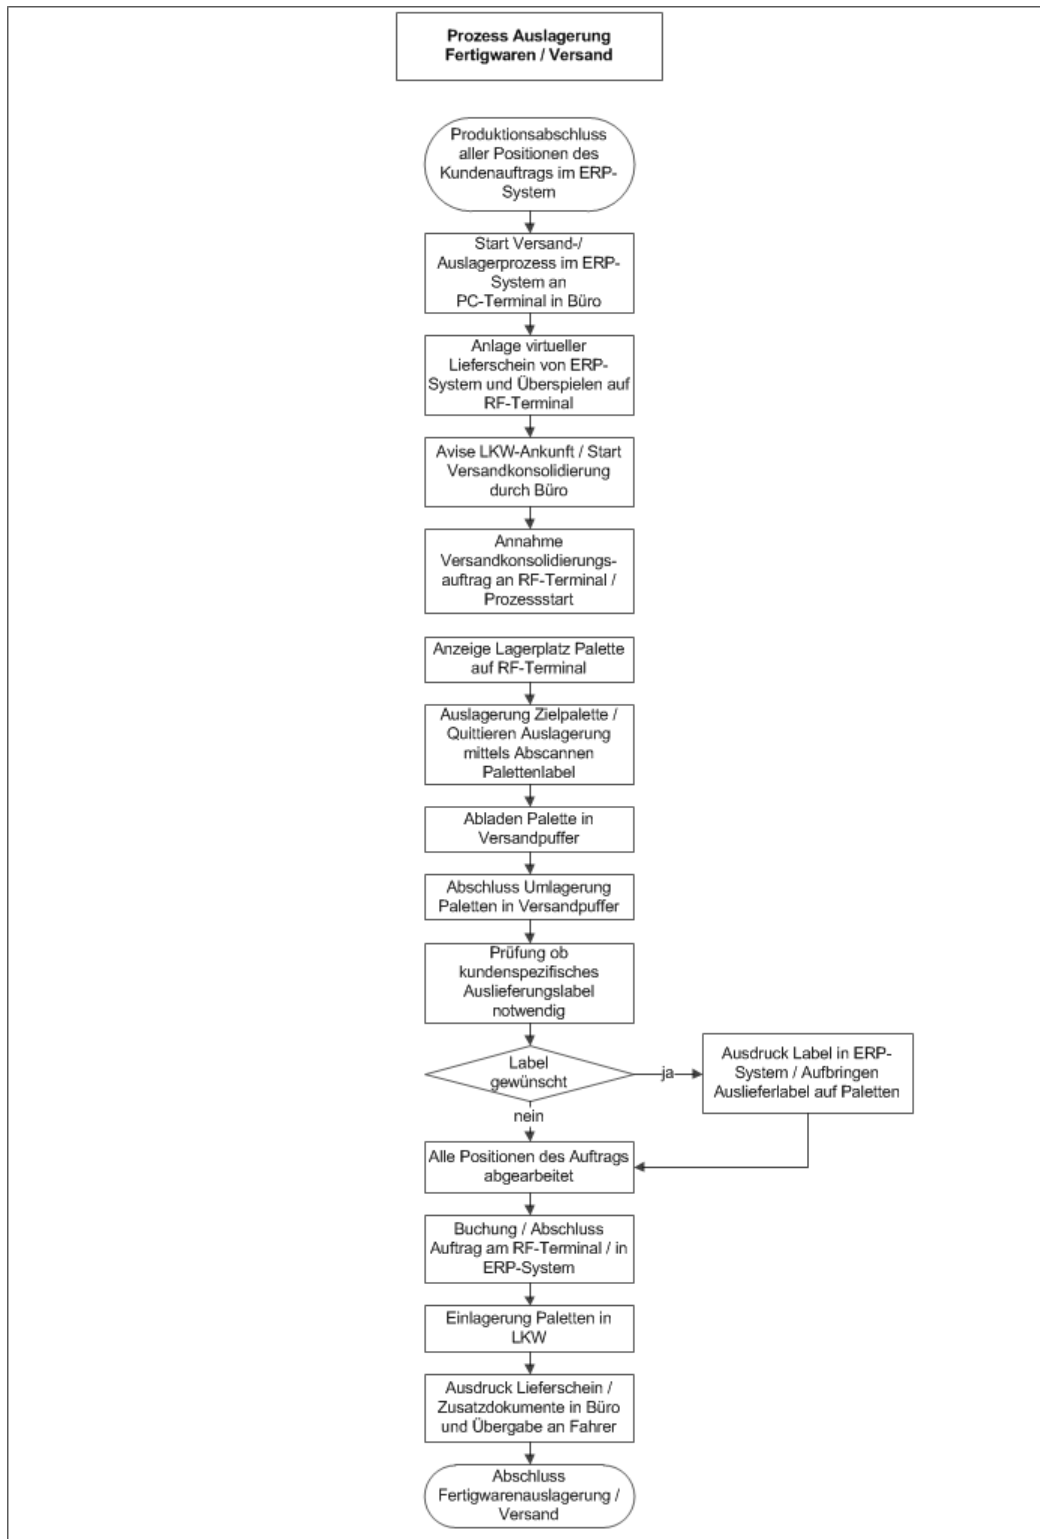 Prozess Auslagerung
Fertigwaren / Versand
Produktionsabschluss
aller Positionen des
Kundenauftrags im ERP-
System
Start Versand-/
Auslagerprozess im ERP-
System an
PC-Terminal in Büro
Anlage virtueller
Lieferschein von ERP-
System und Überspielen auf
RF-Terminal
Avise LKW-Ankunft / Start
Versandkonsolidierung
durch Büro
Annahme
Versandkonsolidierungs-
auftrag an RF-Terminal /
Prozessstart
Anzeige Lagerplatz Palette
auf RF-Terminal
Auslagerung Zielpalette /
Quittieren Auslagerung
mittels Abscannen
Palettenlabel
Abladen Palette in
Versandpuffer
Abschluss Umlagerung
Paletten in Versandpuffer
Prüfung ob
kundenspezifisches
Auslieferungslabel
notwendig
Label
gewünscht
ja
Ausdruck Label in ERP-
System / Aufbringen
Auslieferlabel auf Paletten
nein
Alle Positionen des Auftrags
abgearbeitet
Buchung / Abschluss
Auftrag am RF-Terminal / in
ERP-System
Einlagerung Paletten in
LKW
Ausdruck Lieferschein /
Zusatzdokumente in Büro
und Übergabe an Fahrer
Abschluss
Fertigwarenauslagerung /
Versand